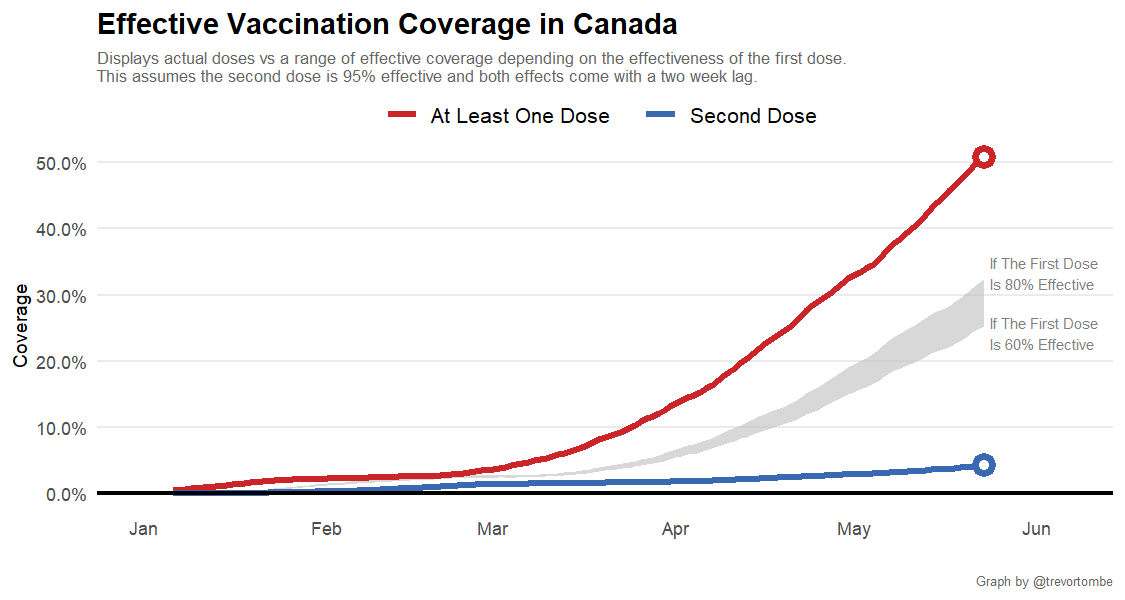 Effective Vaccination Coverage in Canada
Displays actual doses vs a range of effective coverage depending on the effectiveness of the first dose.
This assumes the second dose is 95% effective and both effects come with a two week lag.
At Least One Dose
Second Dose
Coverage
50.0%
40.0%
30.0%
20.0%
10.0%
0.0%
If The First Dose
Is 80% Effective
If The First Dose
Is 60% Effective
Jan
Feb
Mar
Apr
May
Jun
Graph by @trevortombe